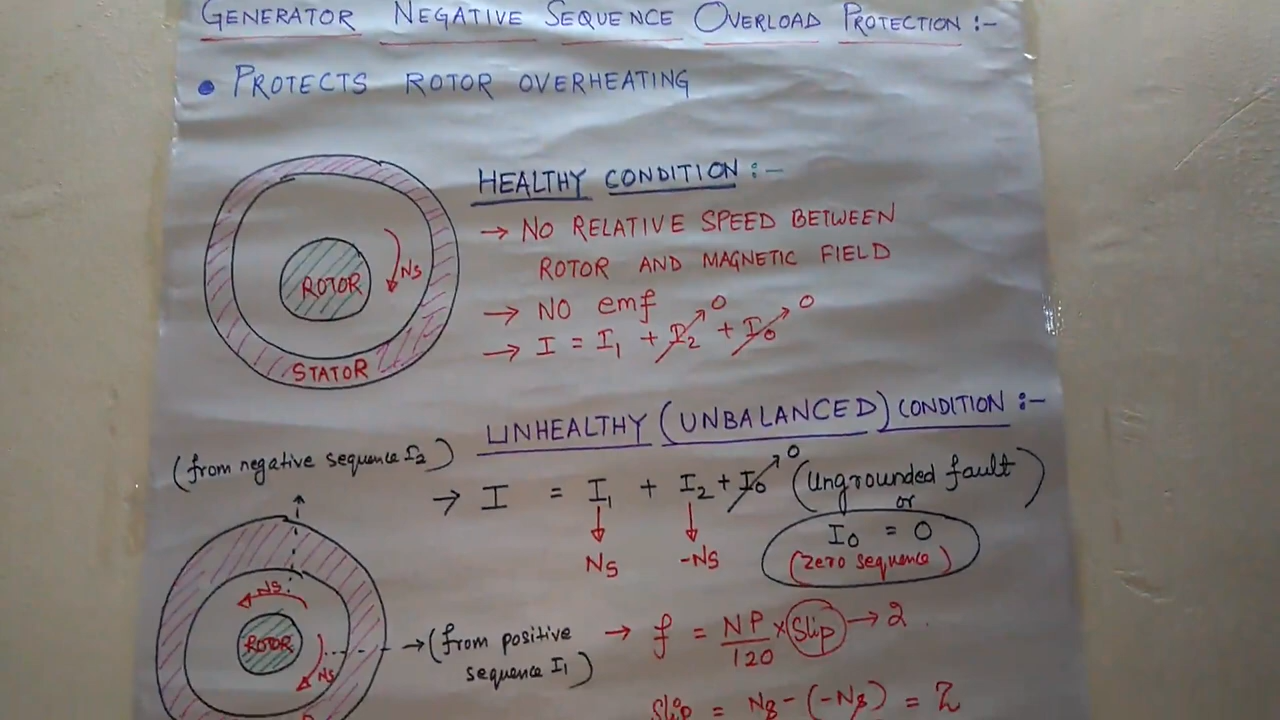 GENERATOR NEGATIVE SEQUENCE OVERLOAD PROTECTION :-
• PROTECTS ROTOR OVERHEATING
HEALTHY CONDITION :-
→ NO RELATIVE SPEED BETWEEN
ROTOR AND MAGNETIC FIELD
→ NO emf
→ I = I₁ + I₂ ↗ 0 + I₀ ↗ 0
Ns
ROTOR
STATOR
UNHEALTHY (UNBALANCED) CONDITION :-
(from negative sequence I₂)
→ I = I₁ + I₂ + I₀ ↗ 0 (Ungrounded fault)
or
I₀ = 0
(zero sequence)
Ns -Ns
Ns
ROTOR
Ns
→ (from positive
sequence I₁)
→ f = NP/120 × Slip → 2
Slip = Ns - (-Ns) = 2